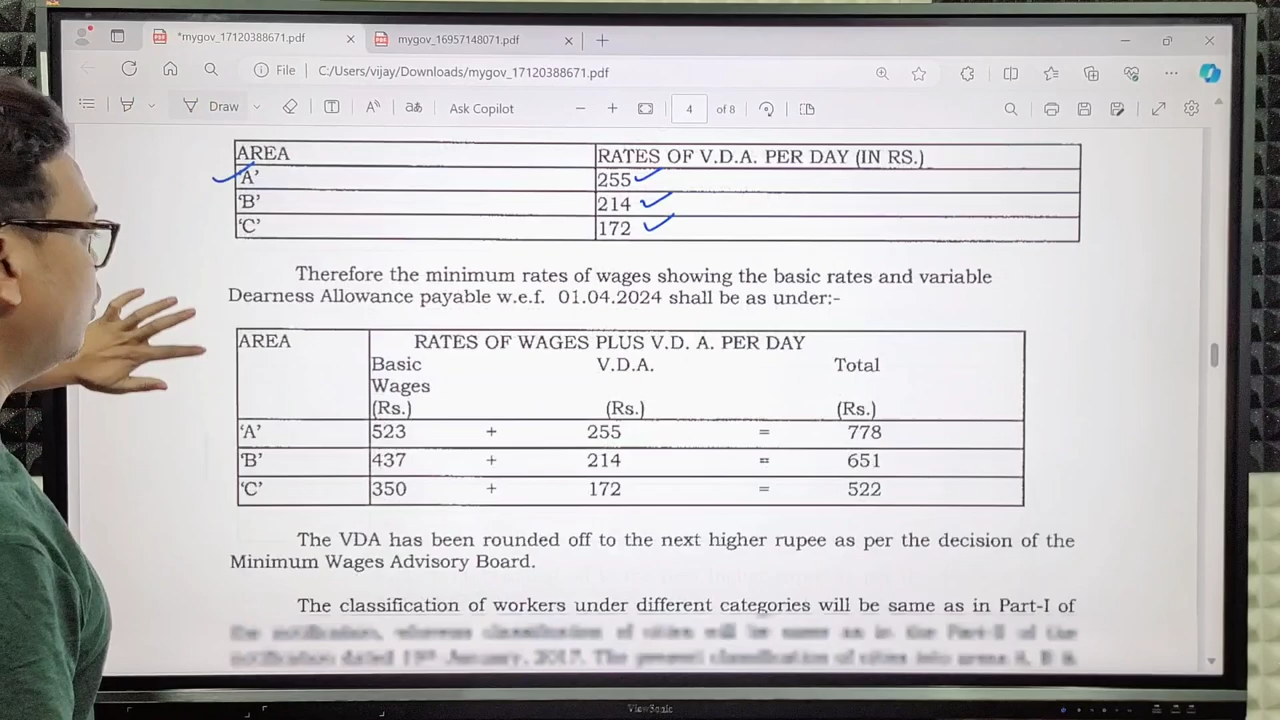 *mygov_17120388671.pdf
mygov_16957148071.pdf
File C:/Users/vijay/Downloads/mygov_17120388671.pdf
Draw Ask Copilot 4 of 8
AREA RATES OF V.D.A. PER DAY (IN RS.)
'A' 255
'B' 214
'C' 172
Therefore the minimum rates of wages showing the basic rates and variable
Dearness Allowance payable w.e.f. 01.04.2024 shall be as under:-
AREA RATES OF WAGES PLUS V.D. A. PER DAY
Basic V.D.A. Total
Wages
(Rs.) (Rs.) (Rs.)
'A' 523 + 255 = 778
'B' 437 + 214 = 651
'C' 350 + 172 = 522
The VDA has been rounded off to the next higher rupee as per the decision of the
Minimum Wages Advisory Board.
The classification of workers under different categories will be same as in Part-I of
ViewSonic